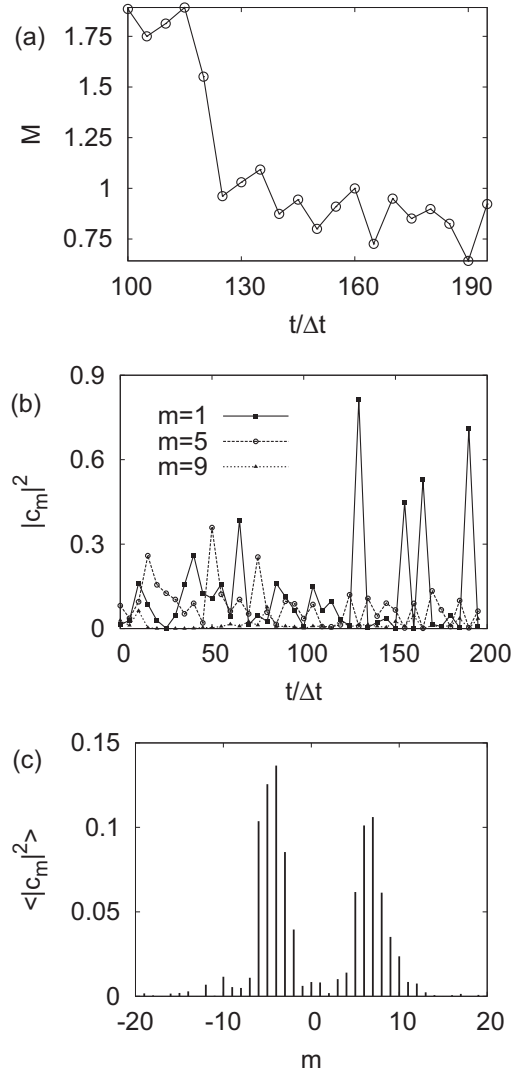 (a)
M
1.75
1.5
1.25
1
0.75
100 130 160 190
t/Δt
(b)
|c_m|^2
0.9
0.6
0.3
0
m=1
m=5
m=9
0 50 100 150 200
t/Δt
(c)
<|c_m|^2>
0.15
0.1
0.05
0
-20 -10 0 10 20
m